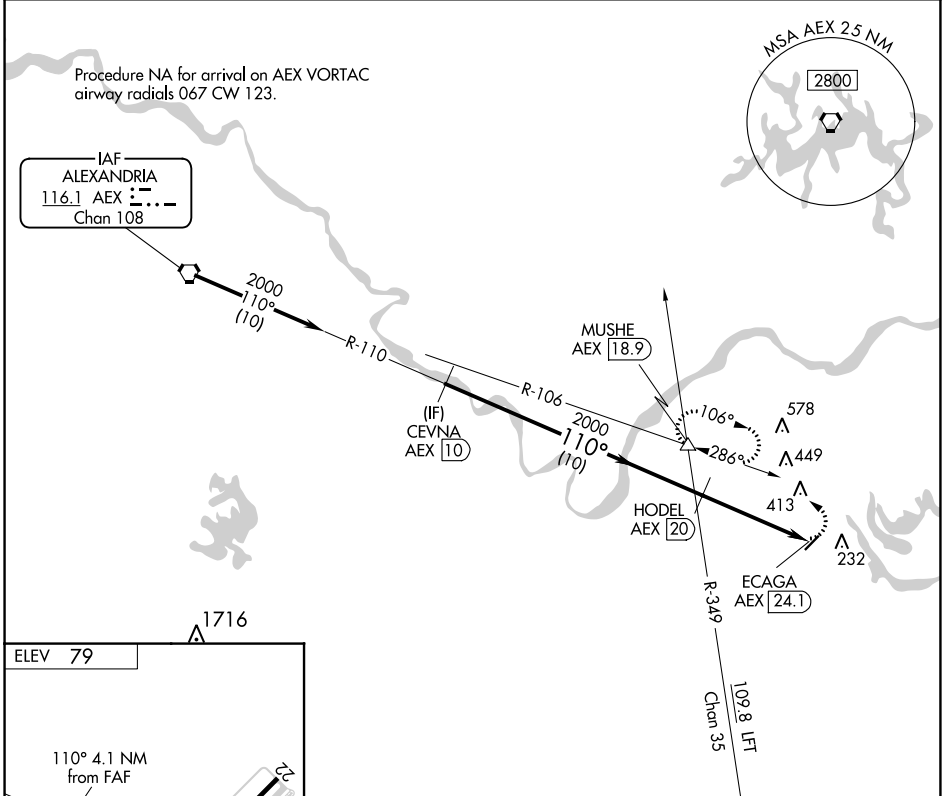 Procedure NA for arrival on AEX VORTAC
airway radials 067 CW 123.
MSA AEX 25 NM
2800
IAF
ALEXANDRIA
116.1 AEX
Chan 108
2000
110°
(10)
R-110
(IF)
CEVNA
AEX 10
R-106
2000
110°
(10)
MUSHE
AEX 18.9
106°
286°
578
449
413
232
HODEL
AEX 20
ECAGA
AEX 24.1
R-349
109.8 LFT
Chan 35
1716
ELEV 79
110° 4.1 NM
from FAF
22